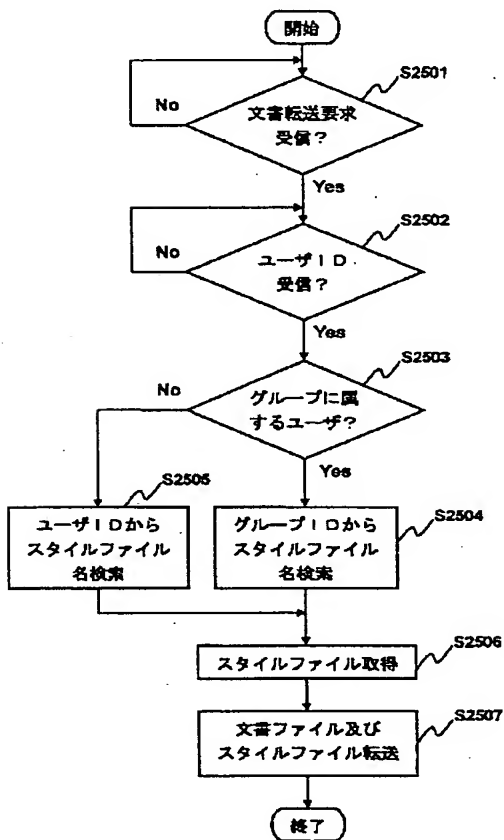 開始
S2501
No
文書転送要求
受信?
Yes
S2502
No
ユーザID
受信?
Yes
S2503
No
グループに属
するユーザ?
Yes
S2505
ユーザIDから
スタイルファイル
名検索
S2504
グループIDから
スタイルファイル
名検索
S2506
スタイルファイル取得
S2507
文書ファイル及び
スタイルファイル転送
終了